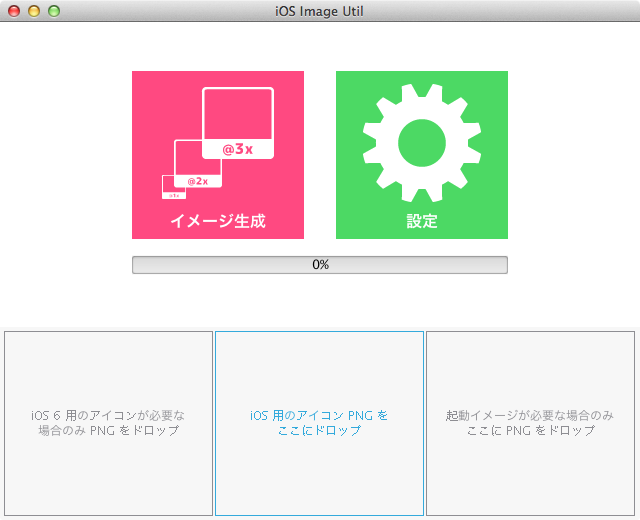 iOS Image Util
@3x
@2x
イメージ生成
設定
0%
iOS 6 用のアイコンが必要な
場合のみ PNG をドロップ
iOS 用のアイコン PNG を
ここにドロップ
起動イメージが必要な場合のみ
ここに PNG をドロップ